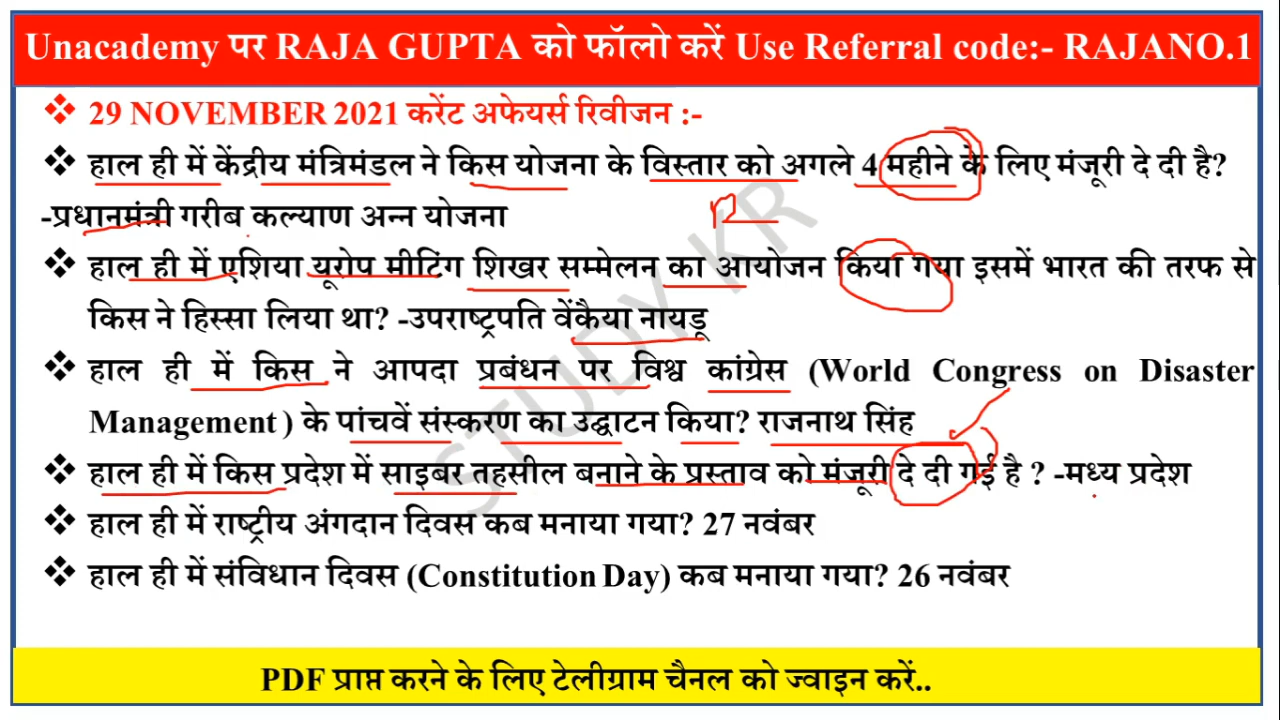 Unacademy पर RAJA GUPTA को फॉलो करें Use Referral code:- RAJANO.1
❖ 29 NOVEMBER 2021 करेंट अफेयर्स रिवीजन :-
❖ हाल ही में केंद्रीय मंत्रिमंडल ने किस योजना के विस्तार को अगले 4 महीने के लिए मंजूरी दे दी है?
-प्रधानमंत्री गरीब कल्याण अन्न योजना
❖ हाल ही में एशिया यूरोप मीटिंग शिखर सम्मेलन का आयोजन किया गया इसमें भारत की तरफ से
किस ने हिस्सा लिया था? -उपराष्ट्रपति वेंकैया नायडू
❖ हाल ही में किस ने आपदा प्रबंधन पर विश्व कांग्रेस (World Congress on Disaster
Management ) के पांचवें संस्करण का उद्घाटन किया? राजनाथ सिंह
❖ हाल ही में किस प्रदेश में साइबर तहसील बनाने के प्रस्ताव को मंजूरी दे दी गई है ? -मध्य प्रदेश
❖ हाल ही में राष्ट्रीय अंगदान दिवस कब मनाया गया? 27 नवंबर
❖ हाल ही में संविधान दिवस (Constitution Day) कब मनाया गया? 26 नवंबर
STUDY KR
PDF प्राप्त करने के लिए टेलीग्राम चैनल को ज्वाइन करें..